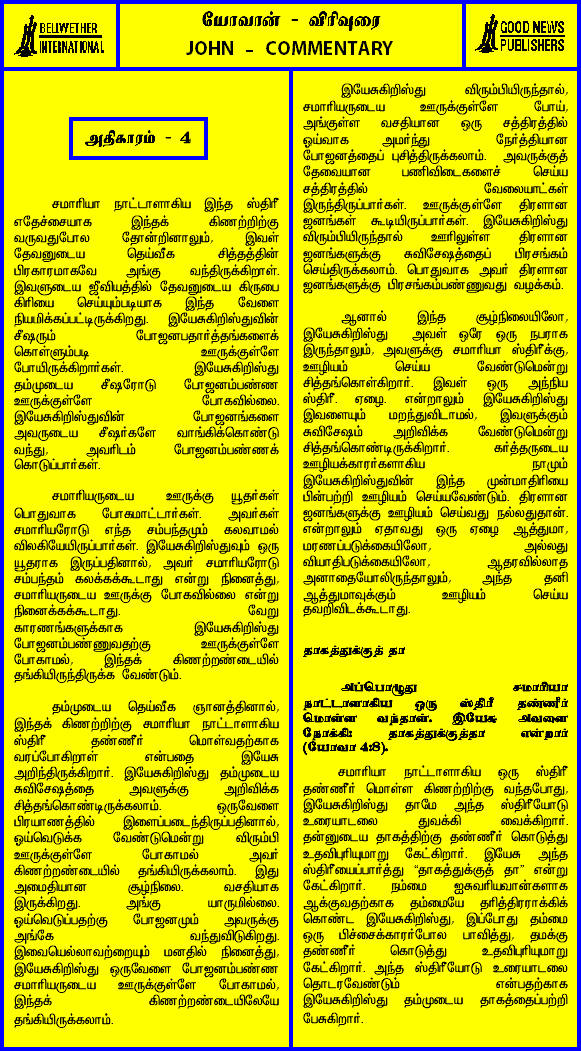 BELWETHER
INTERNATIONAL
யோவான் - விரிவுரை
JOHN - COMMENTARY
GOOD NEWS
PUBLISHERS
அதிகாரம் - 4
சமாரியா நாட்டாளாகிய இந்த ஸ்திரீ
எதேச்சையாக இந்தக் கிணற்றிற்கு
வருவதுபோல தோன்றினாலும், இவள்
தேவனுடைய தெய்வீக சித்தத்தின்
பிரகாரமாகவே அங்கு வந்திருக்கிறாள்.
இவளுடைய ஜீவியத்தில் தேவனுடைய கிருபை
கிரியை செய்யும்படியாக இந்த வேளை
நியமிக்கப்பட்டிருக்கிறது. இயேசுகிறிஸ்துவின்
சீஷரும் போஜனபதார்த்தங்களைக்
கொள்ளும்படி ஊருக்குள்ளே
போயிருக்கிறார்கள். இயேசுகிறிஸ்து
தம்முடைய சீஷரோடு போஜனம்பண்ண
ஊருக்குள்ளே போகவில்லை.
இயேசுகிறிஸ்துவின் போஜனங்களை
அவருடைய சீஷர்களே வாங்கிக்கொண்டு
வந்து, அவரிடம் போஜனம்பண்ணக்
கொடுப்பார்கள்.
சமாரியருடைய ஊருக்கு யூதர்கள்
பொதுவாக போகமாட்டார்கள். அவர்கள்
சமாரியரோடு எந்த சம்பந்தமும் கலவாமல்
விலகியேயிருப்பார்கள். இயேசுகிறிஸ்துவும் ஒரு
யூதராக இருப்பதினால், அவர் சமாரியரோடு
சம்பந்தம் கலக்கக்கூடாது என்று நினைத்து,
சமாரியருடைய ஊருக்கு போகவில்லை என்று
நினைக்கக்கூடாது. வேறு
காரணங்களுக்காக இயேசுகிறிஸ்து
போஜனம்பண்ணுவதற்கு ஊருக்குள்ளே
போகாமல், இந்தக் கிணற்றண்டையில்
தங்கியிருந்திருக்க வேண்டும்.
தம்முடைய தெய்வீக ஞானத்தினால்,
இந்தக் கிணற்றிற்கு சமாரியா நாட்டாளாகிய
ஸ்திரீ தண்ணீர் மொள்வதற்காக
வரப்போகிறாள் என்பதை இயேசு
அறிந்திருக்கிறார். இயேசுகிறிஸ்து தம்முடைய
சுவிசேஷத்தை அவளுக்கு அறிவிக்க
சித்தங்கொண்டிருக்கலாம். ஒருவேளை
பிரயாணத்தில் இளைப்படைந்திருப்பதினால்,
ஓய்வெடுக்க வேண்டுமென்று விரும்பி
ஊருக்குள்ளே போகாமல் அவர்
கிணற்றண்டையில் தங்கியிருக்கலாம். இது
அமைதியான சூழ்நிலை. வசதியாக
இருக்கிறது. அங்கு யாருமில்லை.
ஓய்வெடுப்பதற்கு போஜனமும் அவருக்கு
அங்கே வந்துவிடுகிறது.
இவையெல்லாவற்றையும் மனதில் நினைத்து,
இயேசுகிறிஸ்து ஒருவேளை போஜனம்பண்ண
சமாரியருடைய ஊருக்குள்ளே போகாமல்,
இந்தக் கிணற்றண்டையிலேயே
தங்கியிருக்கலாம்.
இயேசுகிறிஸ்து விரும்பியிருந்தால்,
சமாரியருடைய ஊருக்குள்ளே போய்,
அங்குள்ள வசதியான ஒரு சத்திரத்தில்
ஓய்வாக அமர்ந்து நேர்த்தியான
போஜனத்தைப் புசித்திருக்கலாம். அவருக்குத்
தேவையான பணிவிடைகளைச் செய்ய
சத்திரத்தில் வேலையாட்கள்
இருந்திருப்பார்கள். ஊருக்குள்ளே திரளான
ஜனங்கள் கூடியிருப்பார்கள். இயேசுகிறிஸ்து
விரும்பியிருந்தால் ஊரிலுள்ள திரளான
ஜனங்களுக்கு சுவிசேஷத்தைப் பிரசங்கம்
செய்திருக்கலாம். பொதுவாக அவர் திரளான
ஜனங்களுக்கு பிரசங்கம்பண்ணுவது வழக்கம்.
ஆனால் இந்த சூழ்நிலையிலோ,
இயேசுகிறிஸ்து அவள் ஒரே ஒரு நபராக
இருந்தாலும், அவளுக்கு சமாரியா ஸ்திரீக்கு,
ஊழியம் செய்ய வேண்டுமென்று
சித்தங்கொள்கிறார். இவள் ஒரு அந்நிய
ஸ்திரீ. ஏழை. என்றாலும் இயேசுகிறிஸ்து
இவளையும் மறந்துவிடாமல், இவளுக்கும்
சுவிசேஷம் அறிவிக்க வேண்டுமென்று
சித்தங்கொண்டிருக்கிறார். கர்த்தருடைய
ஊழியக்காரர்களாகிய நாமும்
இயேசுகிறிஸ்துவின் இந்த முன்மாதிரியை
பின்பற்றி ஊழியம் செய்யவேண்டும். திரளான
ஜனங்களுக்கு ஊழியம் செய்வது நல்லதுதான்.
என்றாலும் ஏதாவது ஒரு ஏழை ஆத்துமா,
மரணப்படுக்கையிலோ, அல்லது
வியாதிபடுக்கையிலோ, ஆதரவில்லாத
அனாதையோலிருந்தாலும், அந்த தனி
ஆத்துமாவுக்கும் ஊழியம் செய்ய
தவறிவிடக்கூடாது.
தாகத்துக்குத் தா
அப்பொழுது சமாரியா
நாட்டாளாகிய ஒரு ஸ்திரீ தண்ணீர்
மொள்ள வந்தாள். இயேசு அவளை
நோக்கி: தாகத்துக்குத்தா என்றார்
(யோவா 4:8).
சமாரியா நாட்டாளாகிய ஒரு ஸ்திரீ
தண்ணீர் மொள்ள கிணற்றிற்கு வந்தபோது,
இயேசுகிறிஸ்து தாமே அந்த ஸ்திரீயோடு
உரையாடலை துவக்கி வைக்கிறார்.
தன்னுடைய தாகத்திற்கு தண்ணீர் கொடுத்து
உதவிபுரியுமாறு கேட்கிறார். இயேசு அந்த
ஸ்திரீயைப்பார்த்து "தாகத்துக்குத் தா" என்று
கேட்கிறார். நம்மை ஐசுவரியவான்களாக
ஆக்குவதற்காக தம்மையே தரித்திரராக்கிக்
கொண்ட இயேசுகிறிஸ்து, இப்போது தம்மை
ஒரு பிச்சைக்காரர்போல பாவித்து, தமக்கு
தண்ணீர் கொடுத்து உதவிபுரியுமாறு
கேட்கிறார். அந்த ஸ்திரீயோடு உரையாடலை
தொடரவேண்டும் என்பதற்காக
இயேசுகிறிஸ்து தம்முடைய தாகத்தைப்பற்றி
பேசுகிறார்.